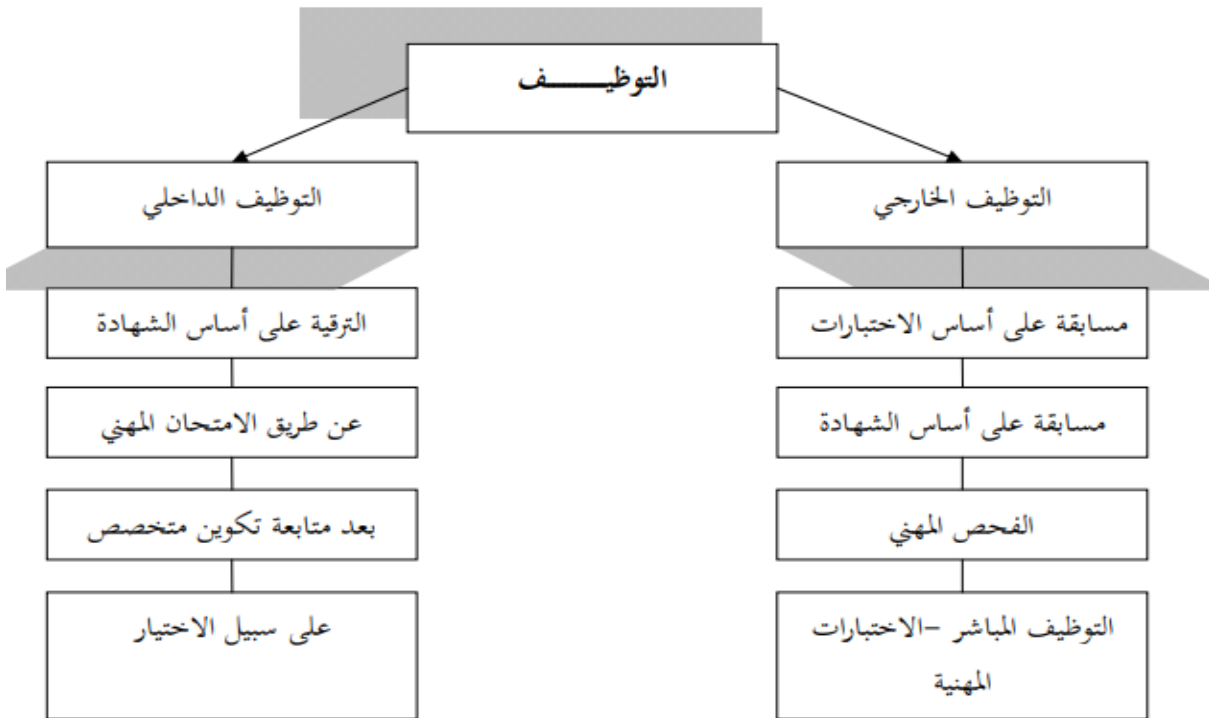 التوظيـــــــف
التوظيف الخارجي
التوظيف الداخلي
مسابقة على أساس الاختبارات
الترقية على أساس الشهادة
مسابقة على أساس الشهادة
عن طريق الامتحان المهني
الفحص المهني
بعد متابعة تكوين متخصص
التوظيف المباشر –الاختبارات
المهنية
على سبيل الاختيار